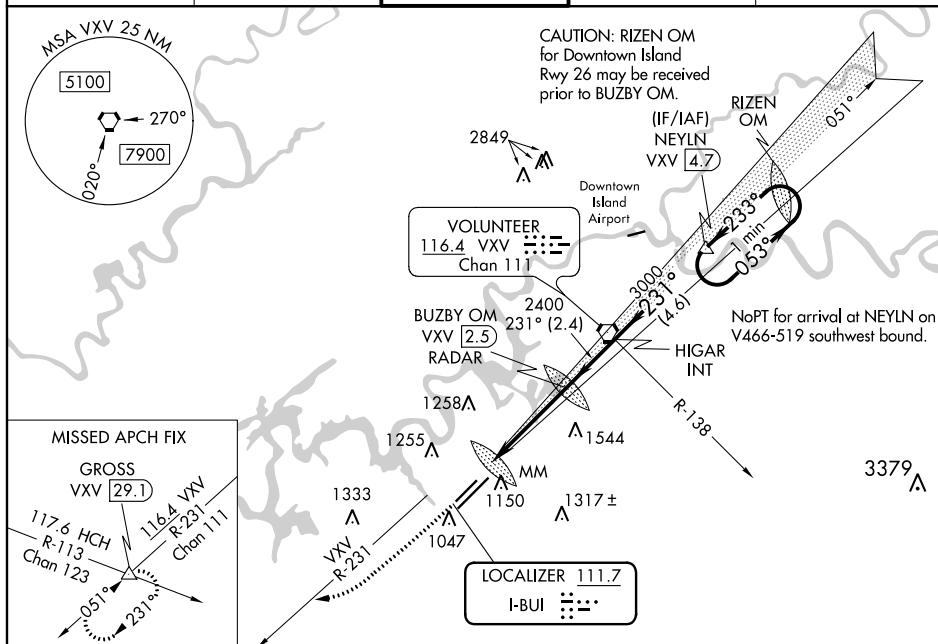 MSA VXV 25 NM
5100
270°
7900
020°
CAUTION: RIZEN OM
for Downtown Island
Rwy 26 may be received
prior to BUZBY OM.
051°
RIZEN
OM
(IF/IAF)
NEYLN
VXV 4.7
2849
Downtown
Island
Airport
233°
1 min
053°
VOLUNTEER
116.4 VXV
Chan 111
3000
231°
(4.6)
2400
231° (2.4)
BUZBY OM
VXV 2.5
RADAR
NoPT for arrival at NEYLN on
V466-519 southwest bound.
HIGAR
INT
R-138
1258
1255
1544
MM
1150
1317 ±
3379
1333
1047
VXV
R-231
MISSED APCH FIX
GROSS
VXV 29.1
117.6 HCH
R-113
Chan 123
116.4 VXV
R-231
Chan 111
051°
231°
LOCALIZER 111.7
I-BUI